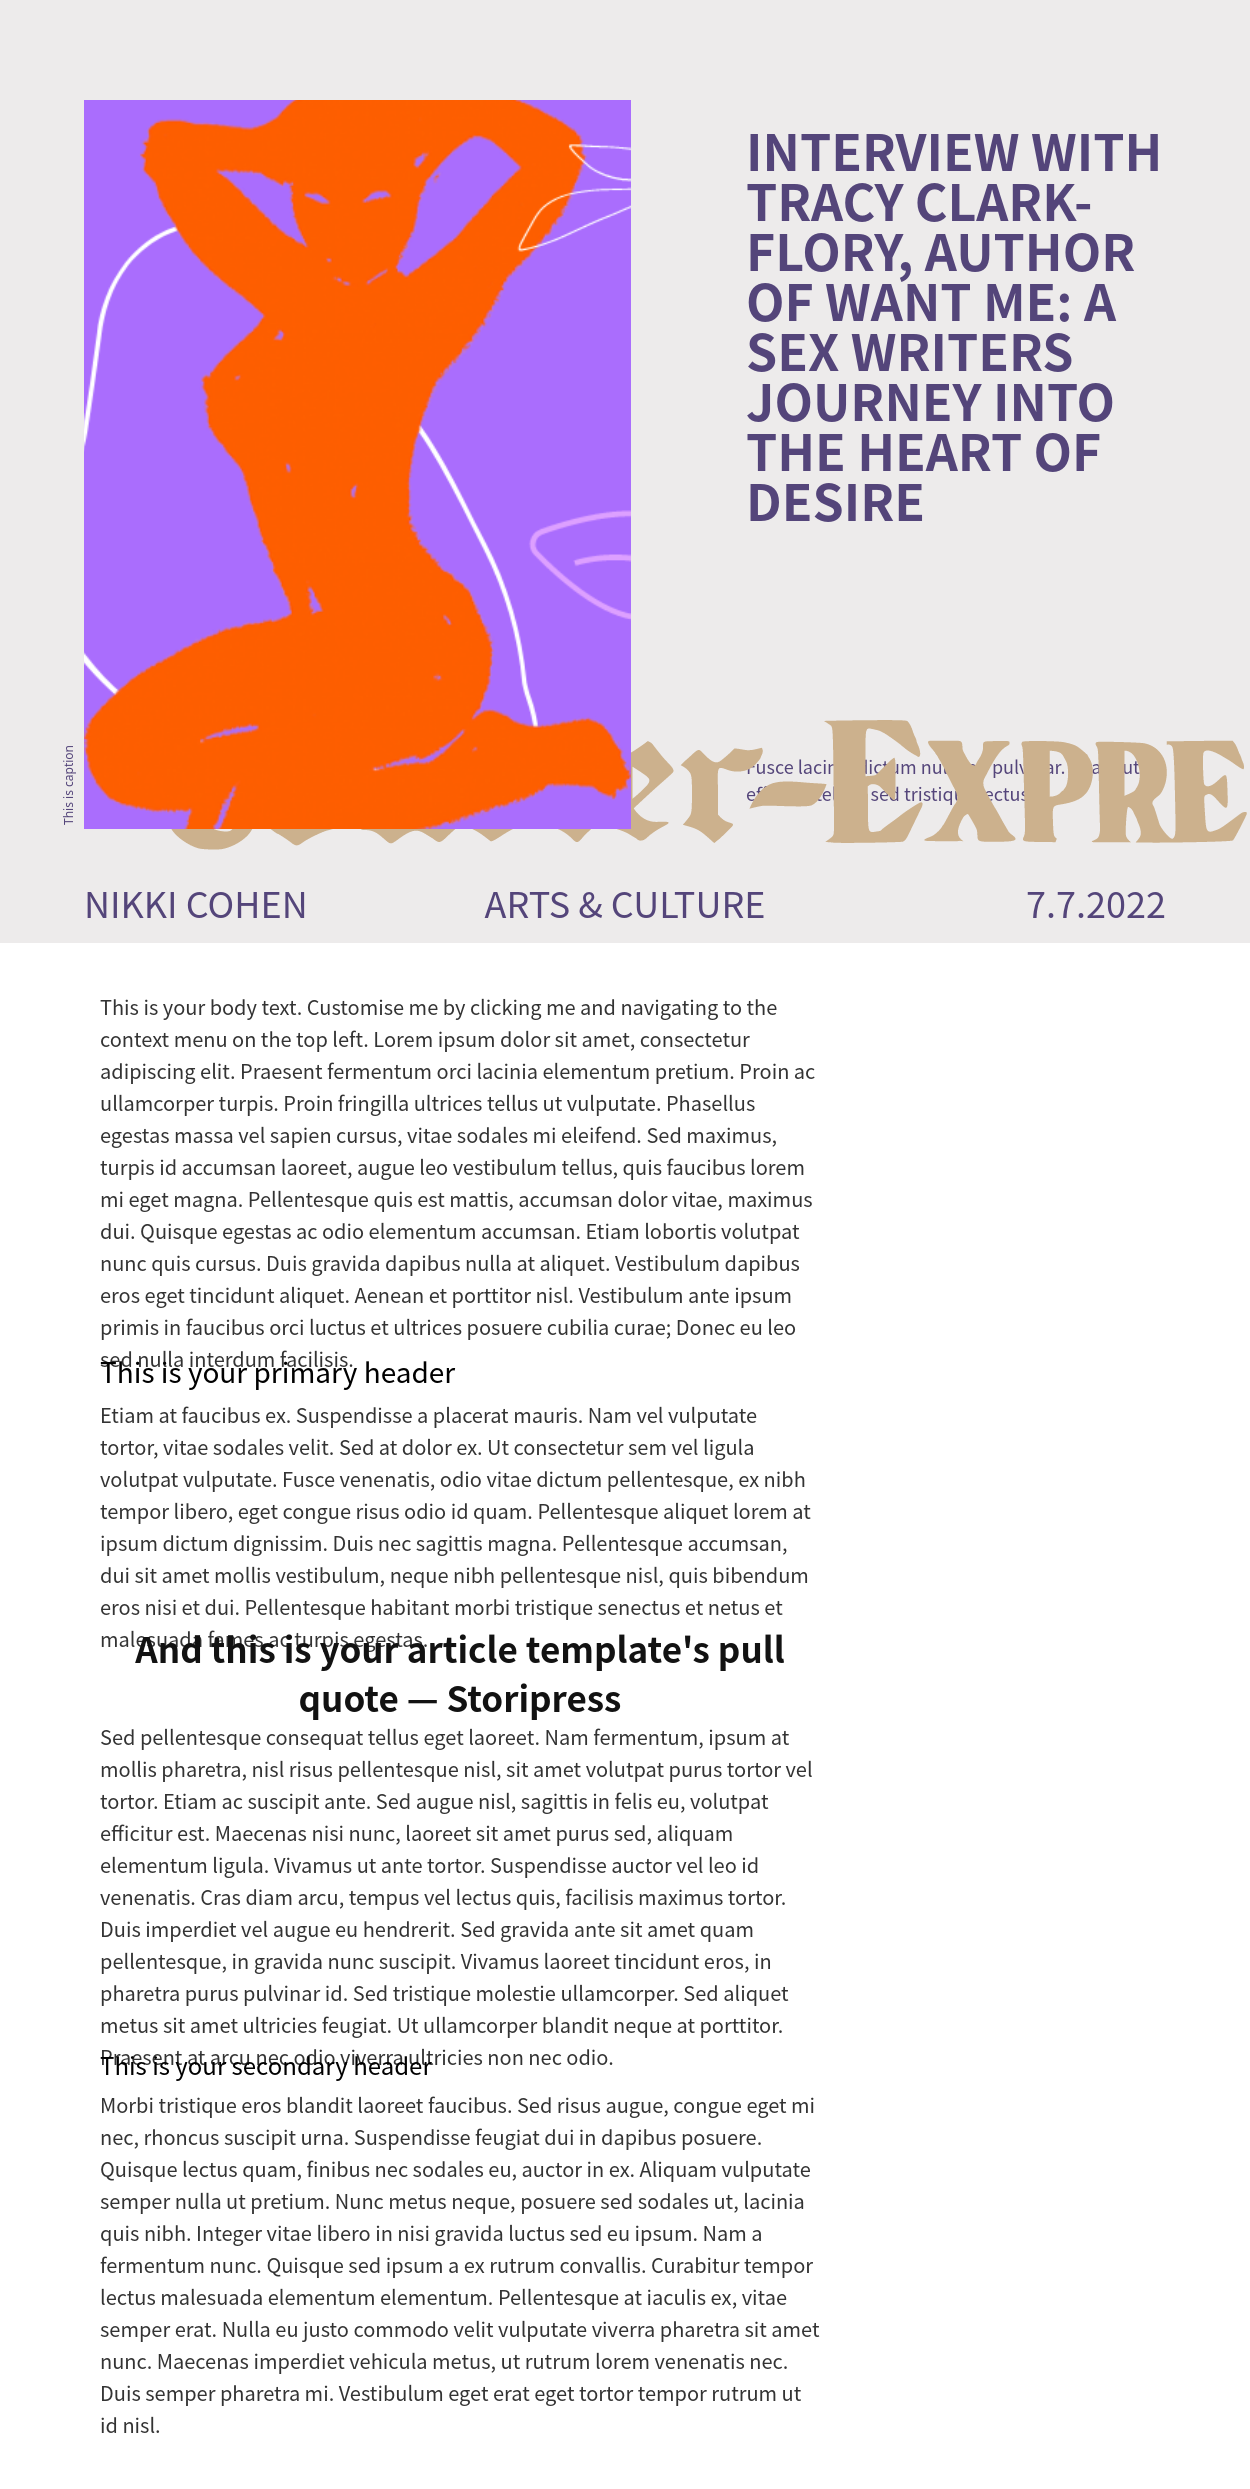 INTERVIEW WITH
TRACY CLARK-
FLORY, AUTHOR
OF WANT ME: A
SEX WRITERS
JOURNEY INTO
THE HEART OF
DESIRE
This is caption
er-EXPRE
Fusce
sed
NIKKI COHEN
ARTS & CULTURE
7.7.2022
This is your body text. Customise me by clicking me and navigating to the
context menu on the top left. Lorem ipsum dolor sit amet, consectetur
adipiscing elit. Praesent fermentum orci lacinia elementum pretium. Proin ac
ullamcorper turpis. Proin fringilla ultrices tellus ut vulputate. Phasellus
egestas massa vel sapien cursus, vitae sodales mi eleifend. Sed maximus,
turpis id accumsan laoreet, augue leo vestibulum tellus, quis faucibus lorem
mi eget magna. Pellentesque quis est mattis, accumsan dolor vitae, maximus
dui. Quisque egestas ac odio elementum accumsan. Etiam lobortis volutpat
nunc quis cursus. Duis gravida dapibus nulla at aliquet. Vestibulum dapibus
eros eget tincidunt aliquet. Aenean et porttitor nisl. Vestibulum ante ipsum
primis in faucibus orci luctus et ultrices posuere cubilia curae; Donec eu leo
sed nulla interdum facilisis.
This is your primary header
Etiam at faucibus ex. Suspendisse a placerat mauris. Nam vel vulputate
tortor, vitae sodales velit. Sed at dolor ex. Ut consectetur sem vel ligula
volutpat vulputate. Fusce venenatis, odio vitae dictum pellentesque, ex nibh
tempor libero, eget congue risus odio id quam. Pellentesque aliquet lorem at
ipsum dictum dignissim. Duis nec sagittis magna. Pellentesque accumsan,
dui sit amet mollis vestibulum, neque nibh pellentesque nisl, quis bibendum
eros nisi et dui. Pellentesque habitant morbi tristique senectus et netus et
malesuada fames ac turpis egestas.
And this is your article template's pull
quote — Storipress
Sed pellentesque consequat tellus eget laoreet. Nam fermentum, ipsum at
mollis pharetra, nisl risus pellentesque nisl, sit amet volutpat purus tortor vel
tortor. Etiam ac suscipit ante. Sed augue nisl, sagittis in felis eu, volutpat
efficitur est. Maecenas nisi nunc, laoreet sit amet purus sed, aliquam
elementum ligula. Vivamus ut ante tortor. Suspendisse auctor vel leo id
venenatis. Cras diam arcu, tempus vel lectus quis, facilisis maximus tortor.
Duis imperdiet vel augue eu hendrerit. Sed gravida ante sit amet quam
pellentesque, in gravida nunc suscipit. Vivamus laoreet tincidunt eros, in
pharetra purus pulvinar id. Sed tristique molestie ullamcorper. Sed aliquet
metus sit amet ultricies feugiat. Ut ullamcorper blandit neque at porttitor.
Praesent at arcu nec odio viverra ultricies non nec odio.
This is your secondary header
Morbi tristique eros blandit laoreet faucibus. Sed risus augue, congue eget mi
nec, rhoncus suscipit urna. Suspendisse feugiat dui in dapibus posuere.
Quisque lectus quam, finibus nec sodales eu, auctor in ex. Aliquam vulputate
semper nulla ut pretium. Nunc metus neque, posuere sed sodales ut, lacinia
quis nibh. Integer vitae libero in nisi gravida luctus sed eu ipsum. Nam a
fermentum nunc. Quisque sed ipsum a ex rutrum convallis. Curabitur tempor
lectus malesuada elementum elementum. Pellentesque at iaculis ex, vitae
semper erat. Nulla eu justo commodo velit vulputate viverra pharetra sit amet
nunc. Maecenas imperdiet vehicula metus, ut rutrum lorem venenatis nec.
Duis semper pharetra mi. Vestibulum eget erat eget tortor tempor rutrum ut
id nisl.